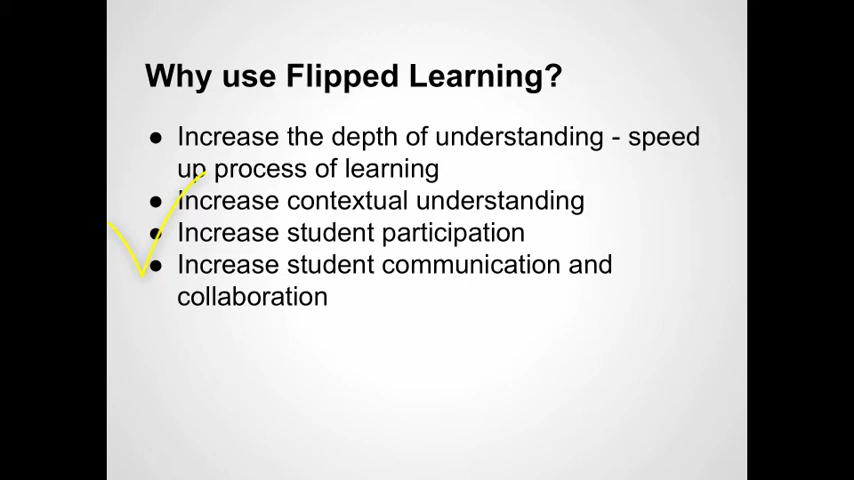 Why use Flipped Learning?
● Increase the depth of understanding - speed
up process of learning
● Increase contextual understanding
● Increase student participation
● Increase student communication and
collaboration